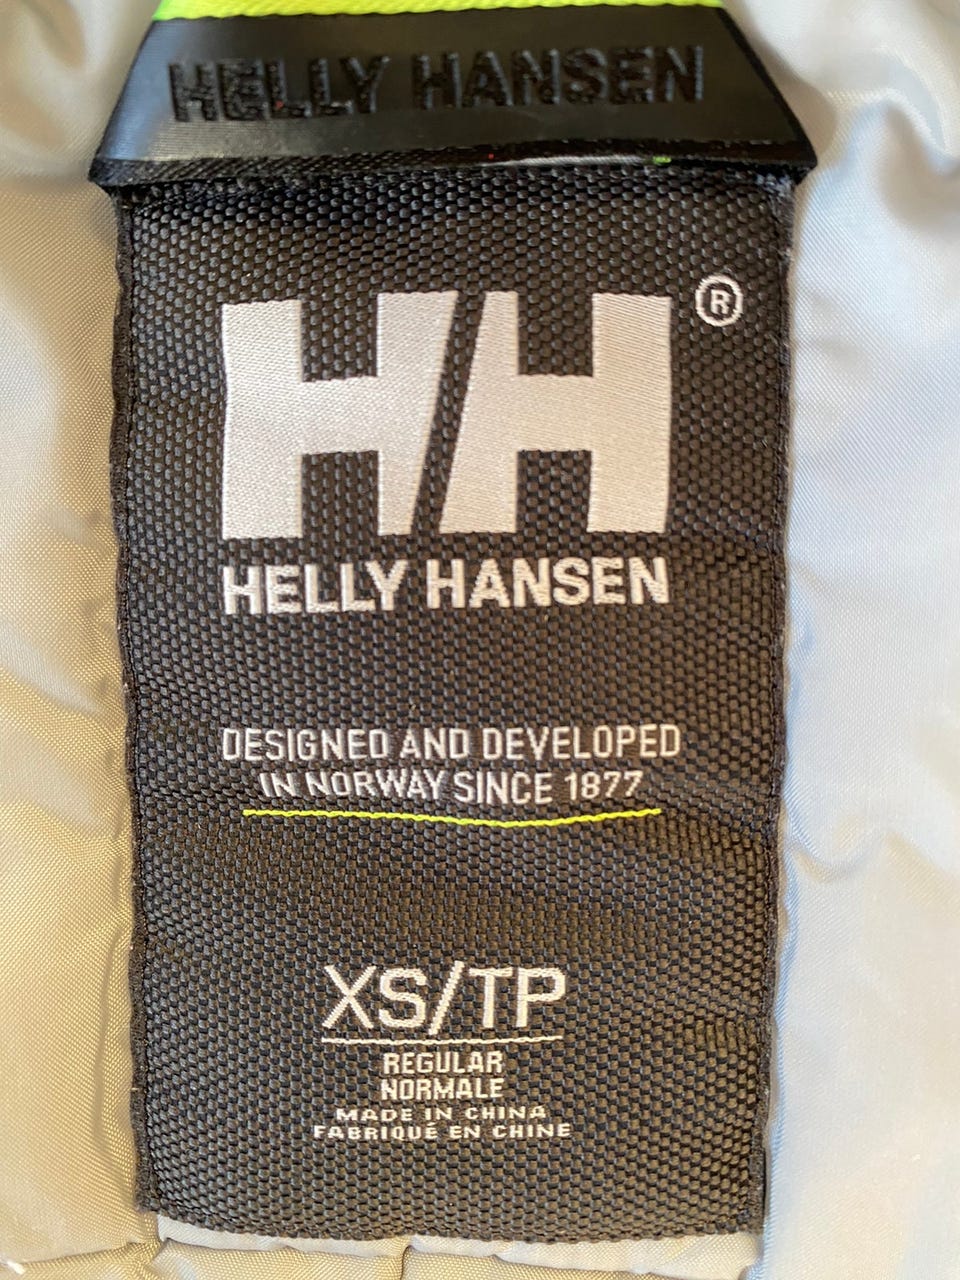 HELLY HANSEN
HH®
HELLY HANSEN
DESIGNED AND DEVELOPED
IN NORWAY SINCE 1877
XS/TP
REGULAR
NORMALE
MADE IN CHINA
FABRIQUÉ EN CHINE